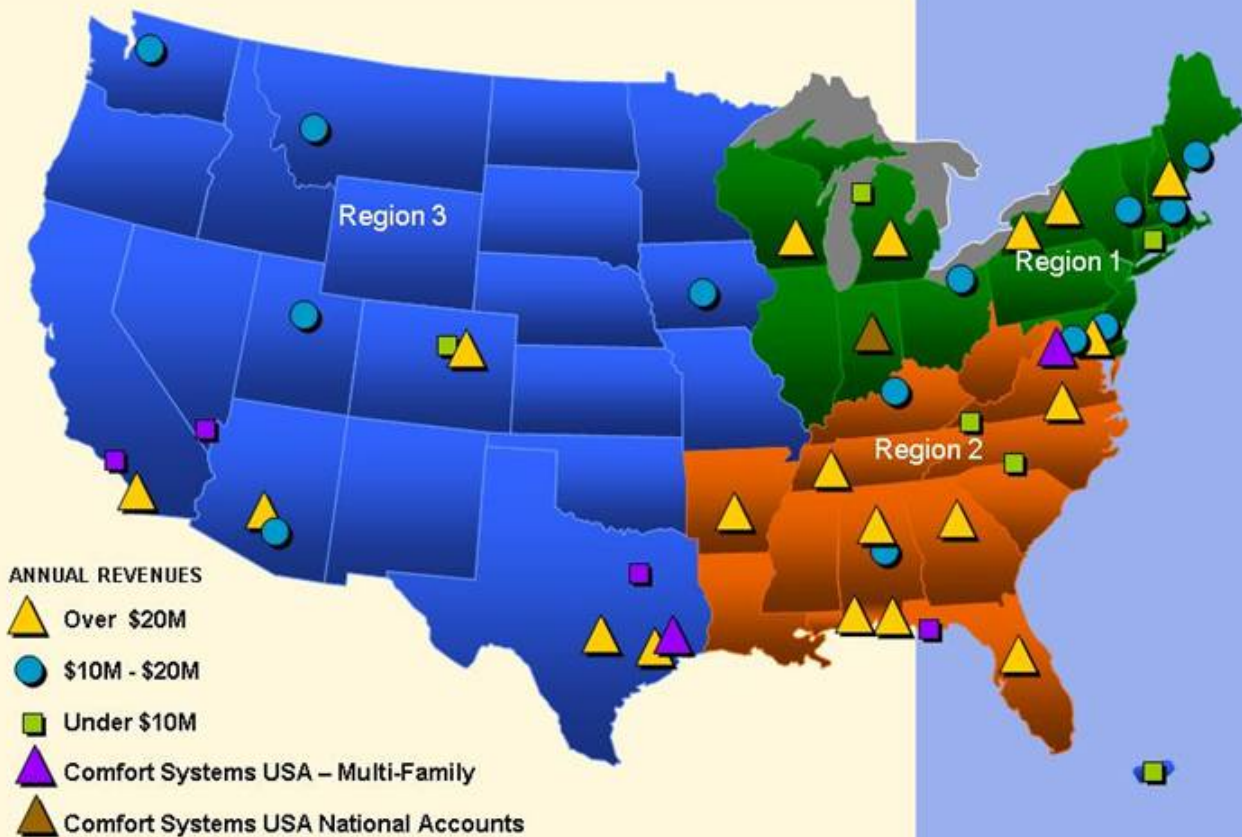 Region 3
Region 1
Region 2
ANNUAL REVENUES
Over $20M
$10M - $20M
Under $10M
Comfort Systems USA – Multi-Family
Comfort Systems USA National Accounts